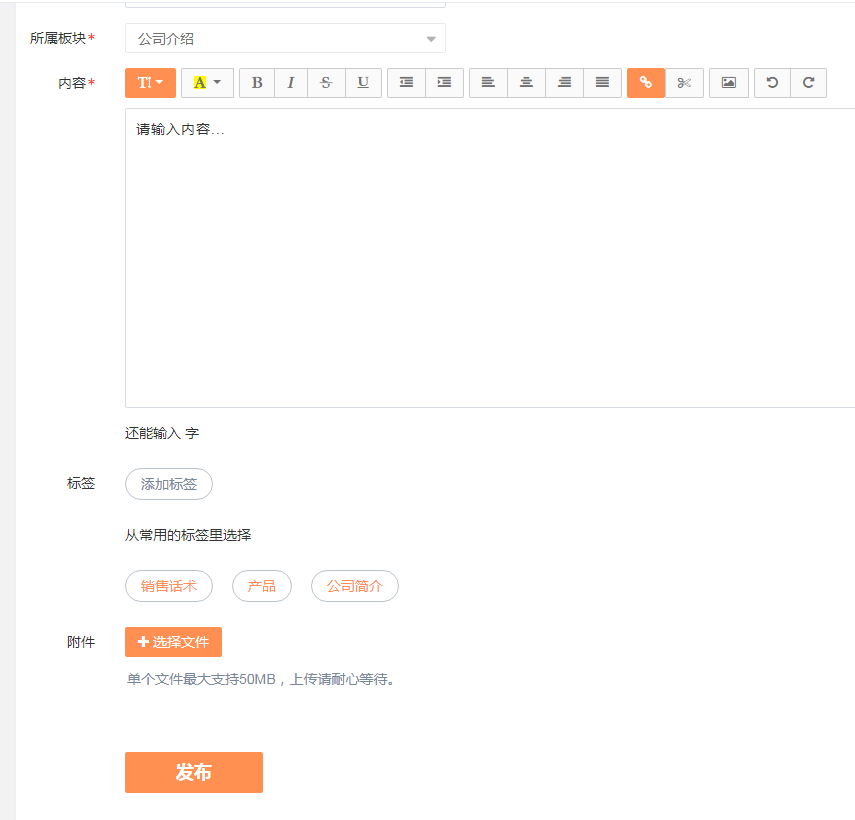 所属板块* 公司介绍
内容* T A B I S U
请输入内容...
还能输入 字
标签 添加标签
从常用的标签里选择
销售话术 产品 公司简介
附件 选择文件
单个文件最大支持50MB，上传请耐心等待。
发布